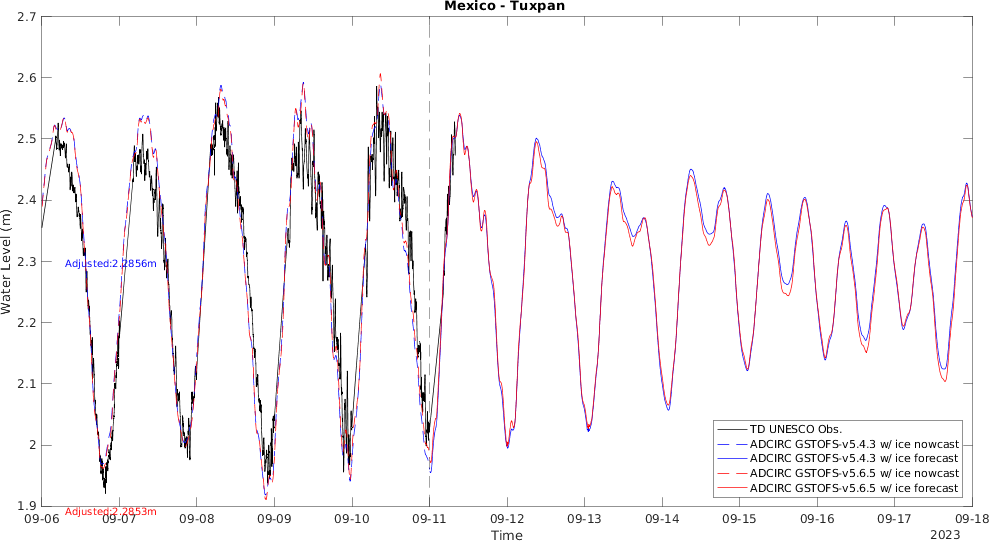 Mexico - Tuxpan
2.7
2.6
2.5
2.4
2.3
2.2
2.1
2
1.9
Water Level (m)
Adjusted:2.2856m
Adjusted:2.2853m
TD UNESCO Obs.
ADCIRC GSTOFS-v5.4.3 w/ ice nowcast
ADCIRC GSTOFS-v5.4.3 w/ ice forecast
ADCIRC GSTOFS-v5.6.5 w/ ice nowcast
ADCIRC GSTOFS-v5.6.5 w/ ice forecast
09-06 09-07 09-08 09-09 09-10 09-11 09-12 09-13 09-14 09-15 09-16 09-17 09-18
Time
2023